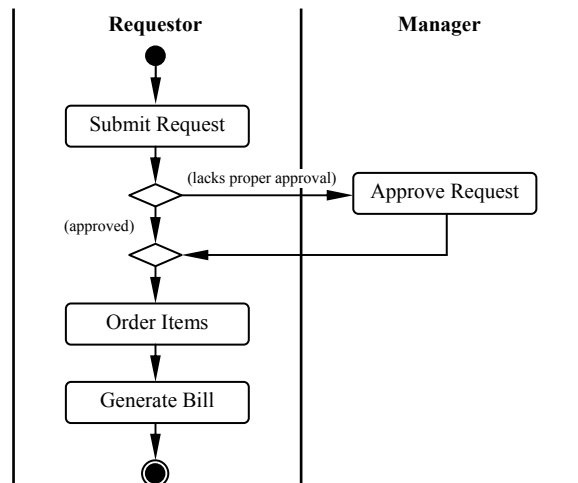 Requestor
Manager
Submit Request
(lacks proper approval)
Approve Request
(approved)
Order Items
Generate Bill